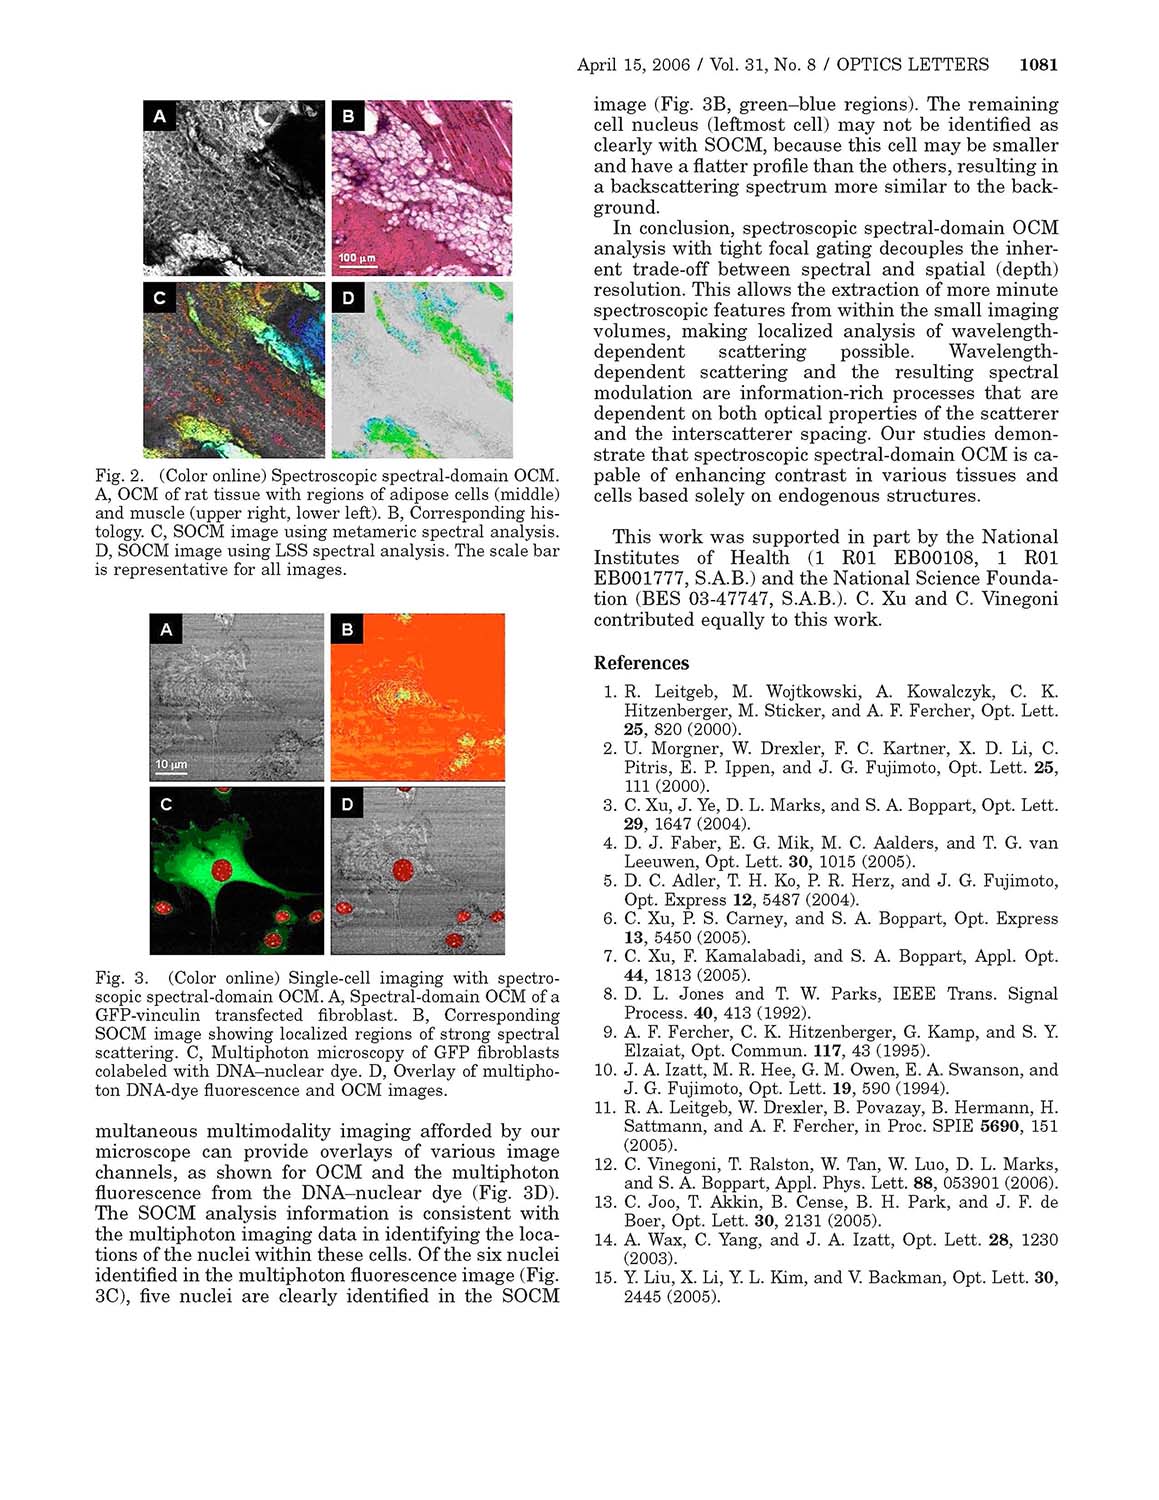 April 15, 2006 / Vol. 31, No. 8 / OPTICS LETTERS 1081
A
B
100 μm
C
D
Fig. 2. (Color online) Spectroscopic spectral-domain OCM.
A, OCM of rat tissue with regions of adipose cells (middle)
and muscle (upper right, lower left). B, Corresponding his-
tology. C, SOCM image using metameric spectral analysis.
D, SOCM image using LSS spectral analysis. The scale bar
is representative for all images.
A
B
10 μm
C
D
Fig. 3. (Color online) Single-cell imaging with spectro-
scopic spectral-domain OCM. A, Spectral-domain OCM of a
GFP-vinculin transfected fibroblast. B, Corresponding
SOCM image showing localized regions of strong spectral
scattering. C, Multiphoton microscopy of GFP fibroblasts
colabeled with DNA–nuclear dye. D, Overlay of multipho-
ton DNA-dye fluorescence and OCM images.
multaneous multimodality imaging afforded by our
microscope can provide overlays of various image
channels, as shown for OCM and the multiphoton
fluorescence from the DNA–nuclear dye (Fig. 3D).
The SOCM analysis information is consistent with
the multiphoton imaging data in identifying the loca-
tions of the nuclei within these cells. Of the six nuclei
identified in the multiphoton fluorescence image (Fig.
3C), five nuclei are clearly identified in the SOCM
image (Fig. 3B, green–blue regions). The remaining
cell nucleus (leftmost cell) may not be identified as
clearly with SOCM, because this cell may be smaller
and have a flatter profile than the others, resulting in
a backscattering spectrum more similar to the back-
ground.
In conclusion, spectroscopic spectral-domain OCM
analysis with tight focal gating decouples the inher-
ent trade-off between spectral and spatial (depth)
resolution. This allows the extraction of more minute
spectroscopic features from within the small imaging
volumes, making localized analysis of wavelength-
dependent scattering possible. Wavelength-
dependent scattering and the resulting spectral
modulation are information-rich processes that are
dependent on both optical properties of the scatterer
and the interscatterer spacing. Our studies demon-
strate that spectroscopic spectral-domain OCM is ca-
pable of enhancing contrast in various tissues and
cells based solely on endogenous structures.
This work was supported in part by the National
Institutes of Health (1 R01 EB00108, 1 R01
EB001777, S.A.B.) and the National Science Founda-
tion (BES 03-47747, S.A.B.). C. Xu and C. Vinegoni
contributed equally to this work.
References
1. R. Leitgeb, M. Wojtkowski, A. Kowalczyk, C. K.
Hitzenberger, M. Sticker, and A. F. Fercher, Opt. Lett.
25, 820 (2000).
2. U. Morgner, W. Drexler, F. C. Kartner, X. D. Li, C.
Pitris, E. P. Ippen, and J. G. Fujimoto, Opt. Lett. 25,
111 (2000).
3. C. Xu, J. Ye, D. L. Marks, and S. A. Boppart, Opt. Lett.
29, 1647 (2004).
4. D. J. Faber, E. G. Mik, M. C. Aalders, and T. G. van
Leeuwen, Opt. Lett. 30, 1015 (2005).
5. D. C. Adler, T. H. Ko, P. R. Herz, and J. G. Fujimoto,
Opt. Express 12, 5487 (2004).
6. C. Xu, P. S. Carney, and S. A. Boppart, Opt. Express
13, 5450 (2005).
7. C. Xu, F. Kamalabadi, and S. A. Boppart, Appl. Opt.
44, 1813 (2005).
8. D. L. Jones and T. W. Parks, IEEE Trans. Signal
Process. 40, 413 (1992).
9. A. F. Fercher, C. K. Hitzenberger, G. Kamp, and S. Y.
Elzaiat, Opt. Commun. 117, 43 (1995).
10. J. A. Izatt, M. R. Hee, G. M. Owen, E. A. Swanson, and
J. G. Fujimoto, Opt. Lett. 19, 590 (1994).
11. R. A. Leitgeb, W. Drexler, B. Povazay, B. Hermann, H.
Sattmann, and A. F. Fercher, in Proc. SPIE 5690, 151
(2005).
12. C. Vinegoni, T. Ralston, W. Tan, W. Luo, D. L. Marks,
and S. A. Boppart, Appl. Phys. Lett. 88, 053901 (2006).
13. C. Joo, T. Akkin, B. Cense, B. H. Park, and J. F. de
Boer, Opt. Lett. 30, 2131 (2005).
14. A. Wax, C. Yang, and J. A. Izatt, Opt. Lett. 28, 1230
(2003).
15. Y. Liu, X. Li, Y. L. Kim, and V. Backman, Opt. Lett. 30,
2445 (2005).